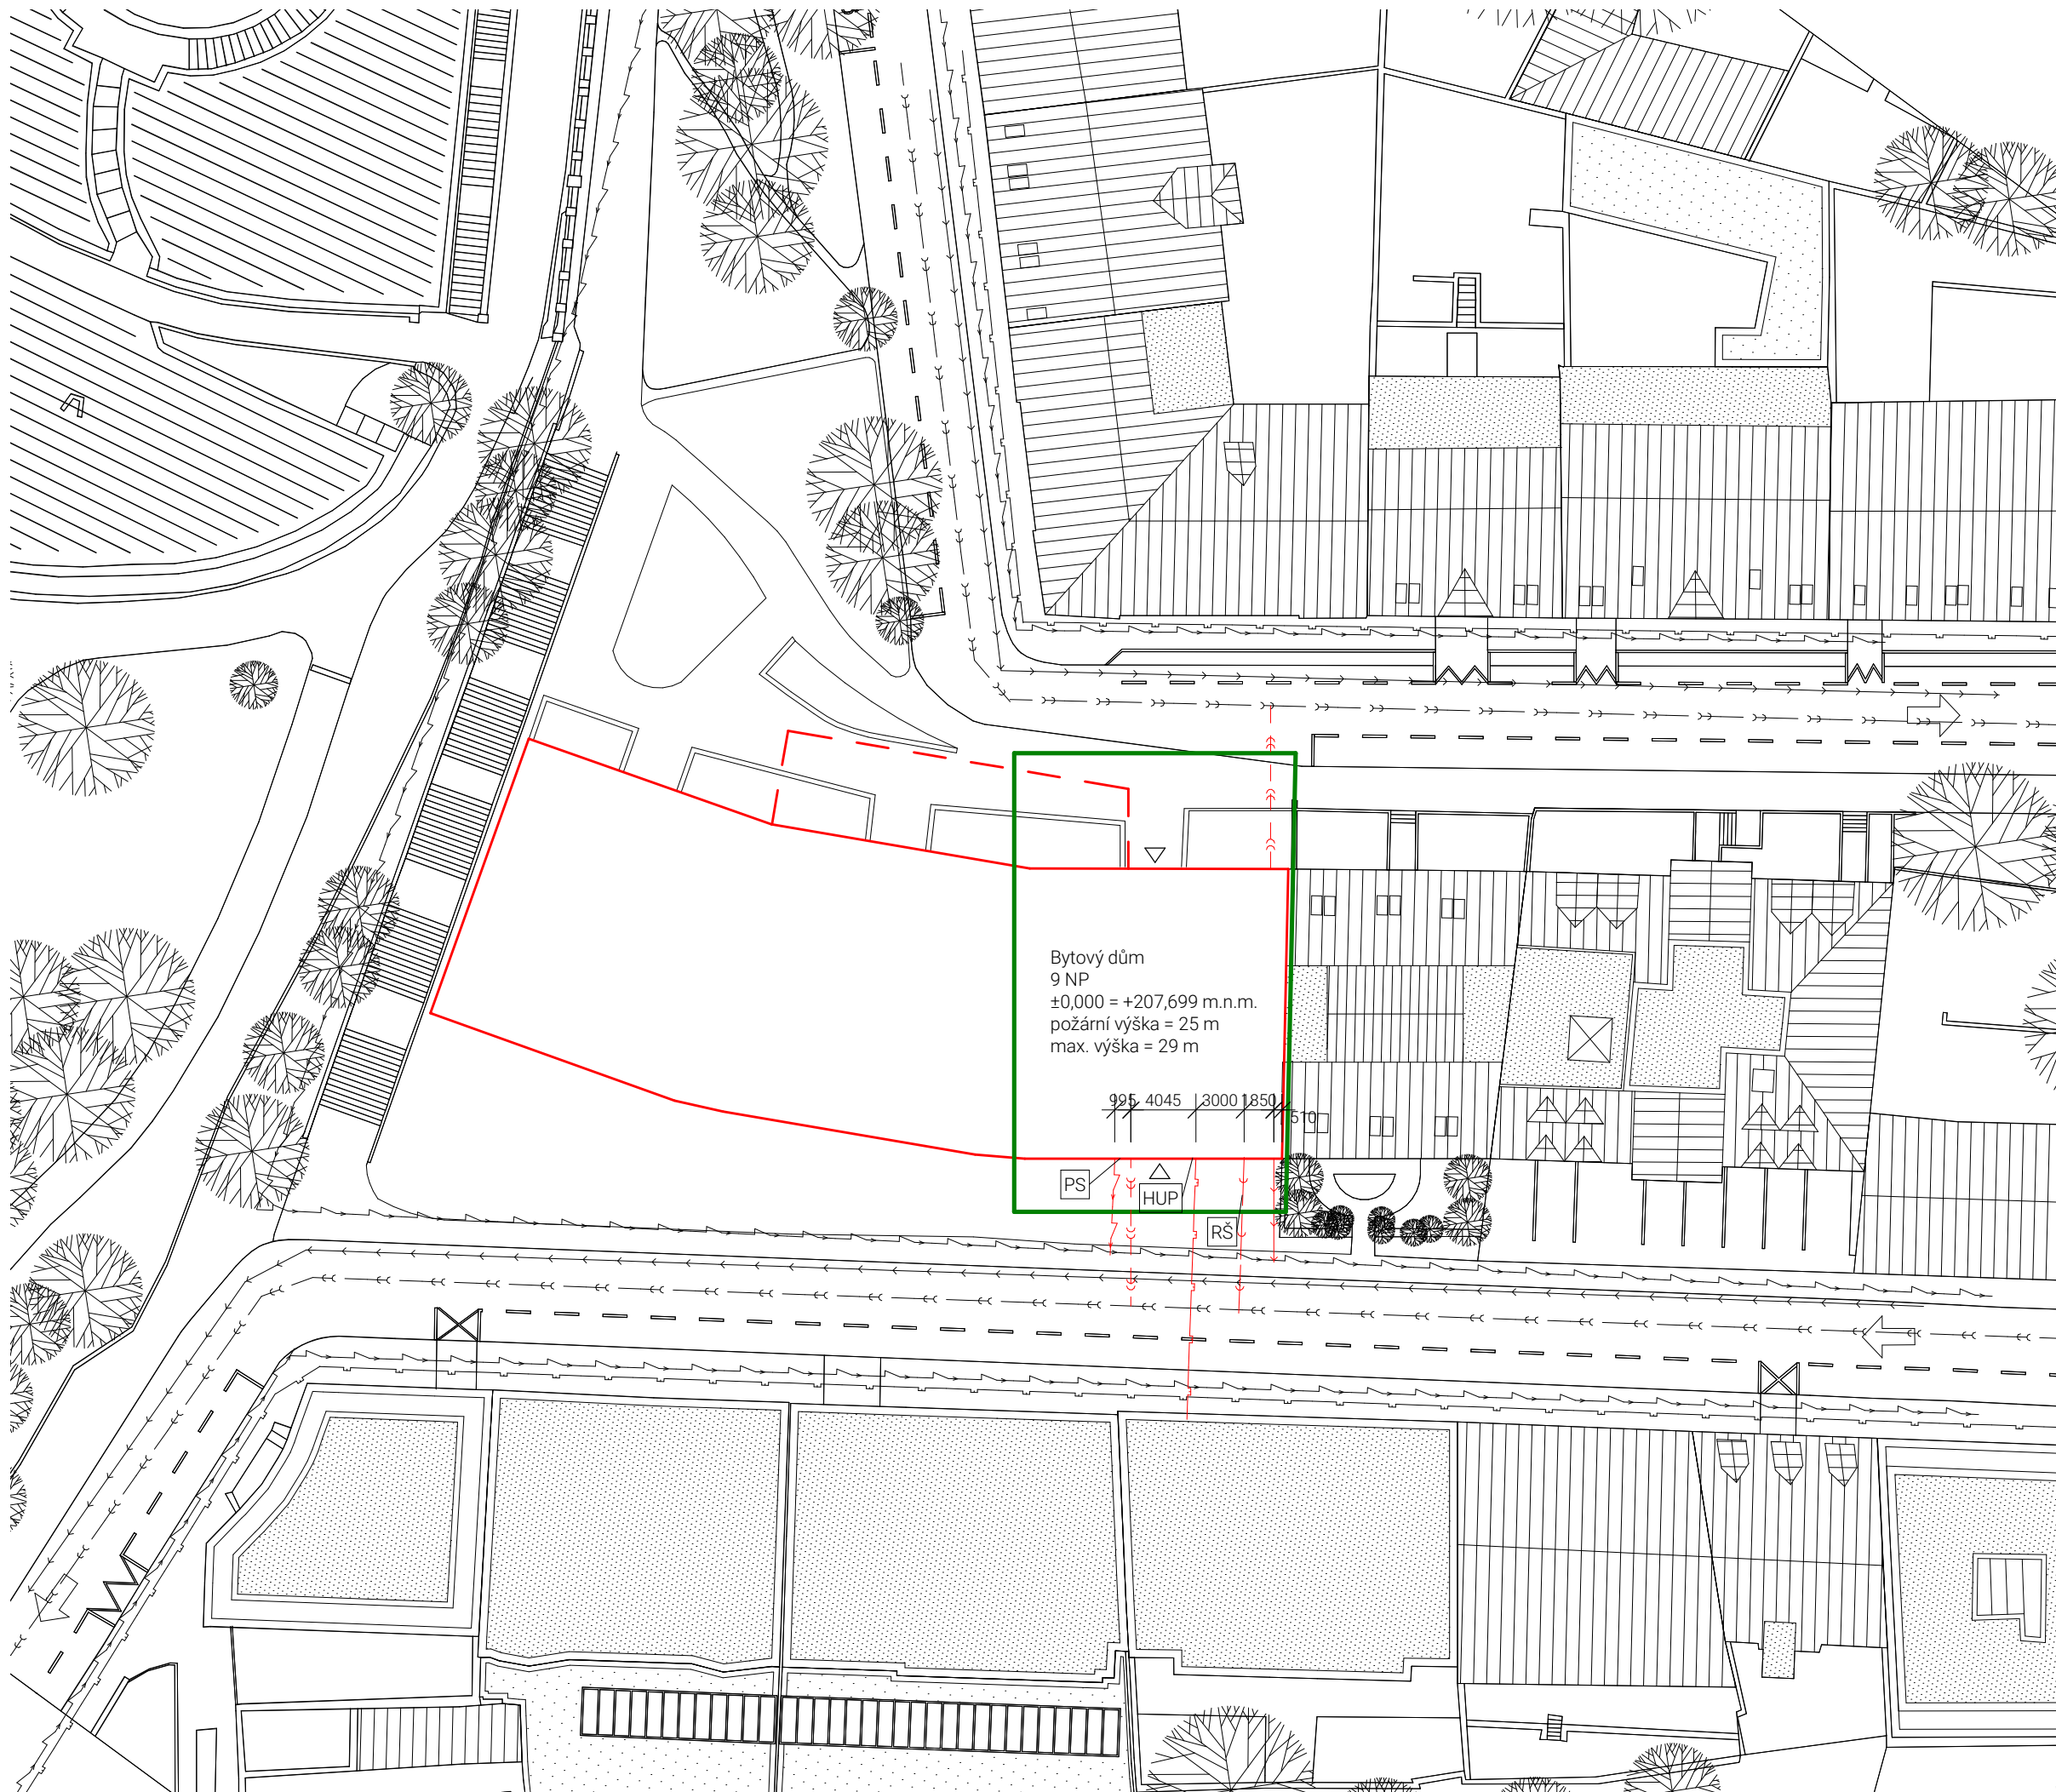 Bytový dům
9 NP
±0,000 = +207,699 m.n.m.
požární výška = 25 m
max. výška = 29 m
995 4045 3000 1850 510
PS
HUP
RŠ